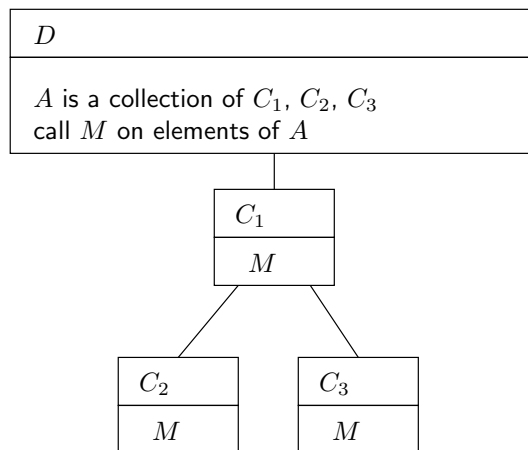 D
A is a collection of C₁, C₂, C₃
call M on elements of A
C₁
M
C₂ C₃
M M